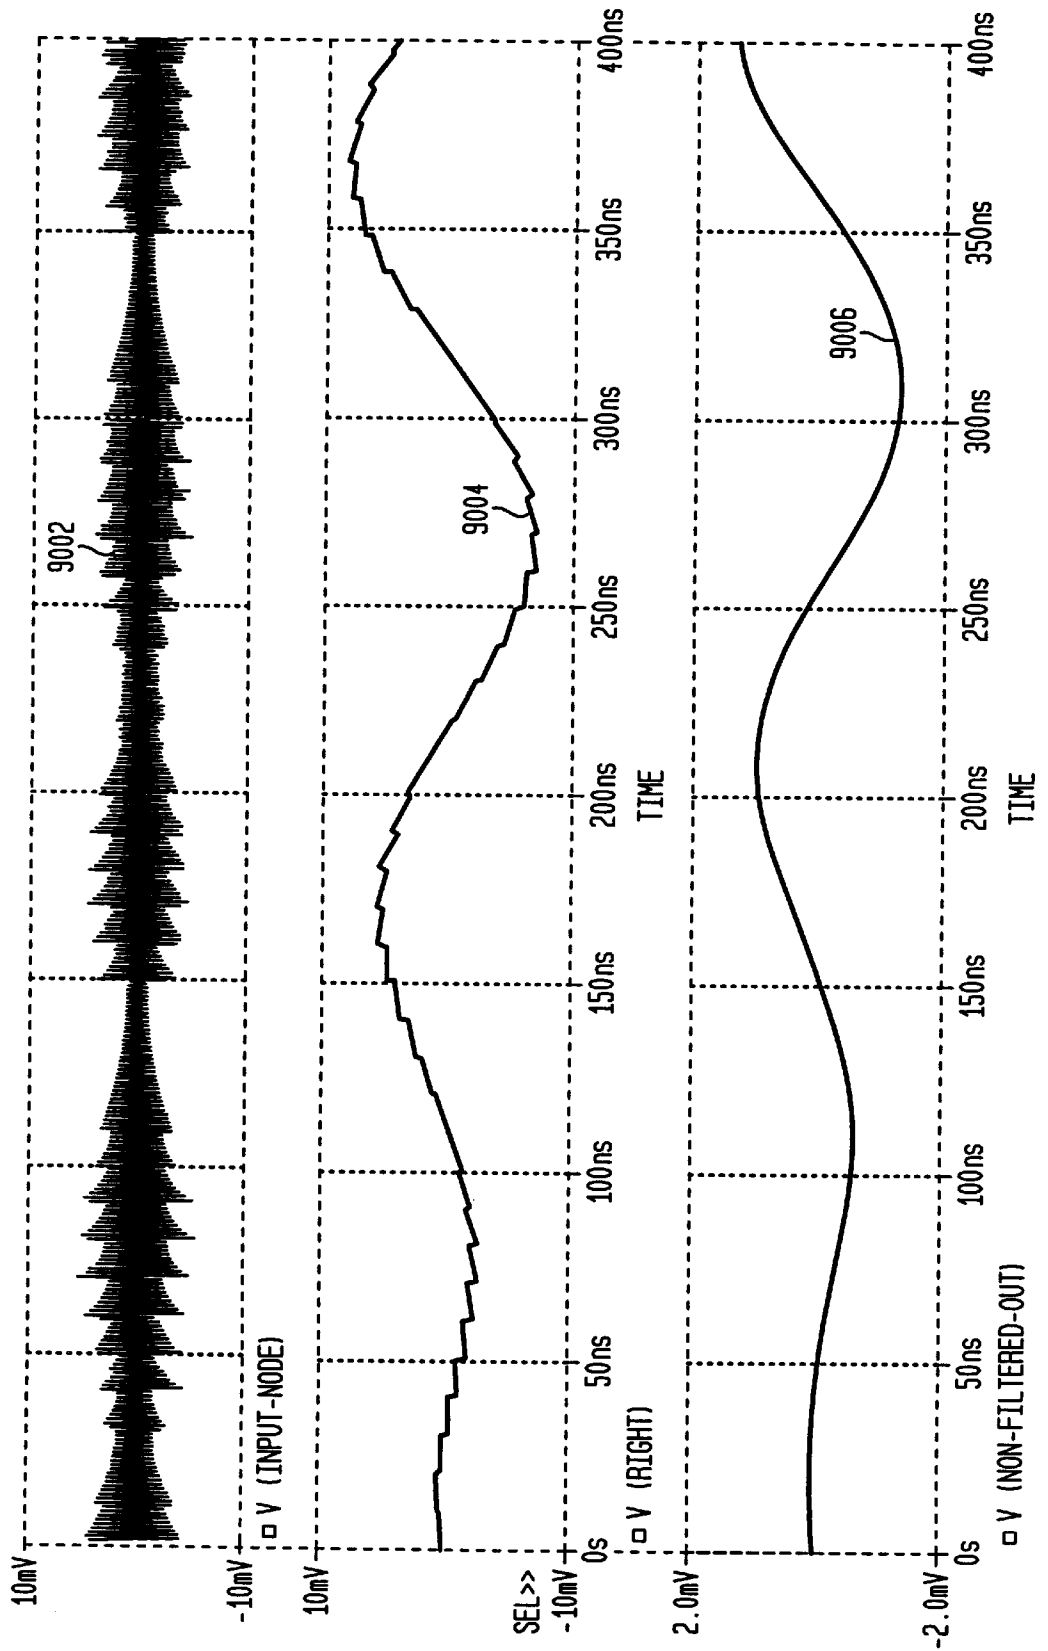 10mV
9002
-10mV
□ V (INPUT-NODE)
10mV
9004
SEL>>
-10mV
0s 50ns 100ns 150ns 200ns 250ns 300ns 350ns 400ns
□ V (RIGHT)
TIME
2.0mV
9006
-2.0mV
0s 50ns 100ns 150ns 200ns 250ns 300ns 350ns 400ns
□ V (NON-FILTERED-OUT)
TIME